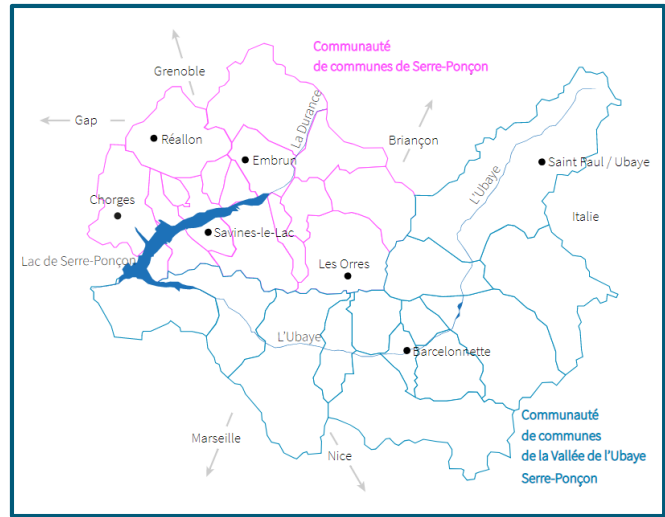 Communauté
de communes de Serre-Ponçon
Grenoble
La Durance
Gap
Réallon
Briançon
Embrun
L'Ubaye
Saint Paul / Ubaye
Chorges
Italie
Savines-le-Lac
Lac de Serre-Ponçon
Les Orres
L'Ubaye
Barcelonnette
Communauté
de communes
de la Vallée de l'Ubaye
Serre-Ponçon
Marseille
Nice